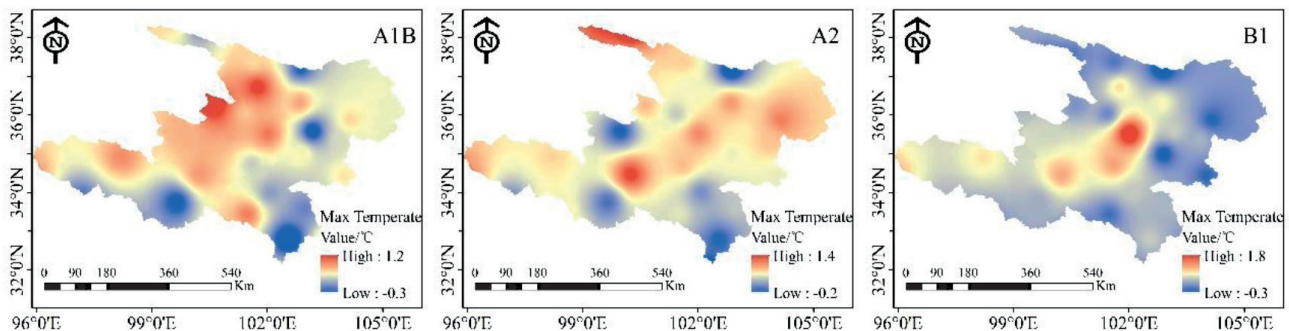 A1B
N
38°0′N
36°0′N
34°0′N
32°0′N
Max Temperate
Value/℃
High : 1.2
Low : -0.3
0 90 180 360 540
Km
96°0′E 99°0′E 102°0′E 105°0′E
A2
N
38°0′N
36°0′N
34°0′N
32°0′N
Max Temperate
Value/℃
High : 1.4
Low : -0.2
0 90 180 360 540
Km
96°0′E 99°0′E 102°0′E 105°0′E
B1
N
38°0′N
36°0′N
34°0′N
32°0′N
Max Temperate
Value/℃
High : 1.8
Low : -0.3
0 90 180 360 540
Km
96°0′E 99°0′E 102°0′E 105°0′E